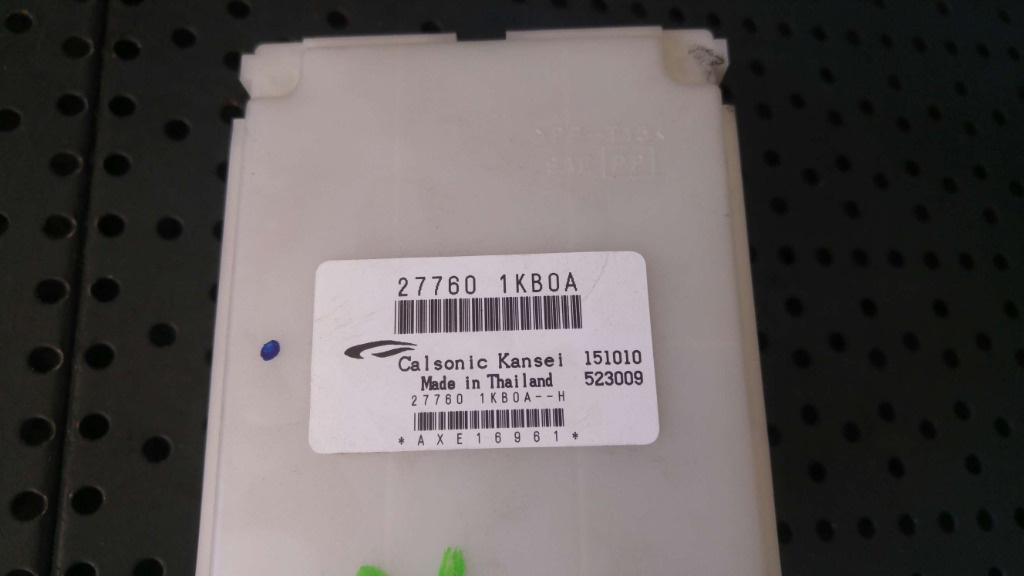 27760 1KB0A
Calsonic Kansei 151010
Made in Thailand 523009
27760 1KB0A--H
*AXE16961*